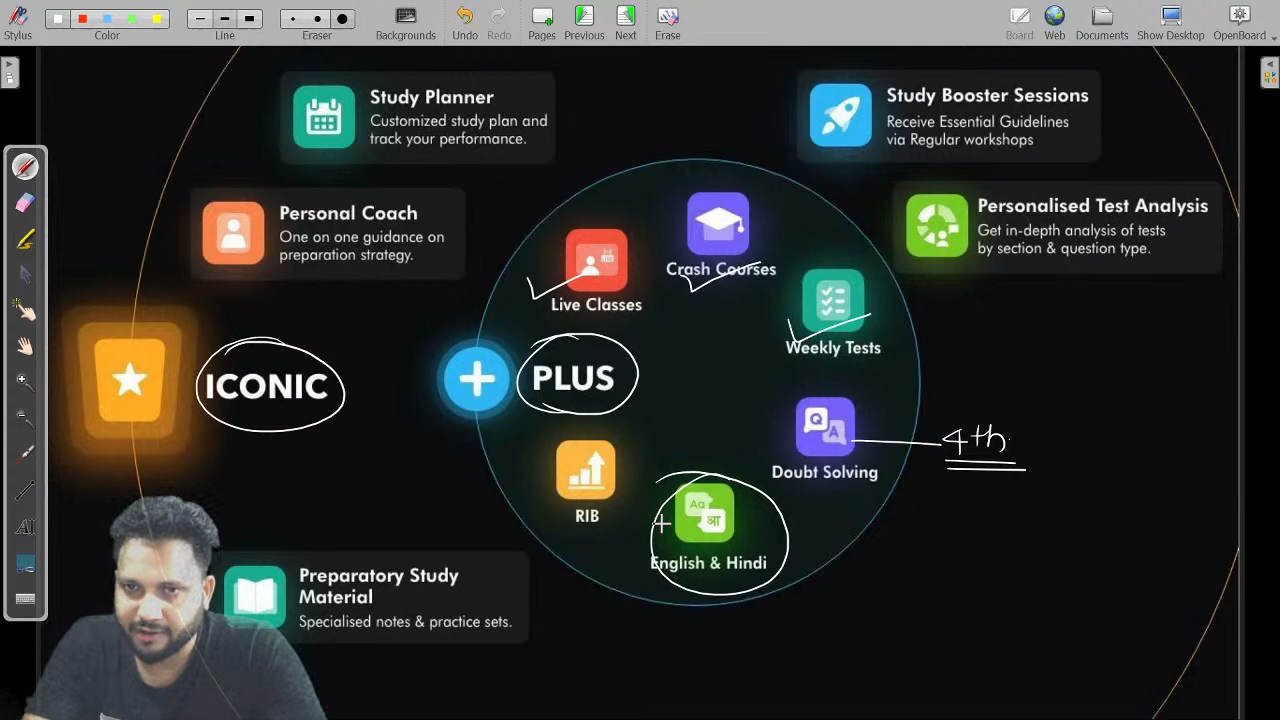 Stylus
Color
Line
Eraser
Backgrounds
Undo
Redo
Pages
Previous
Next
Erase
Board
Web
Documents
Show Desktop
OpenBoard
Study Planner
Customized study plan and
track your performance.
Study Booster Sessions
Receive Essential Guidelines
via Regular workshops
Personal Coach
One on one guidance on
preparation strategy.
Personalised Test Analysis
Get in-depth analysis of tests
by section & question type.
Crash Courses
LIVE
Live Classes
Weekly Tests
ICONIC
PLUS
Q
A
Doubt Solving
4th
RIB
Aa
आ
English & Hindi
Preparatory Study
Material
Specialised notes & practice sets.
AI